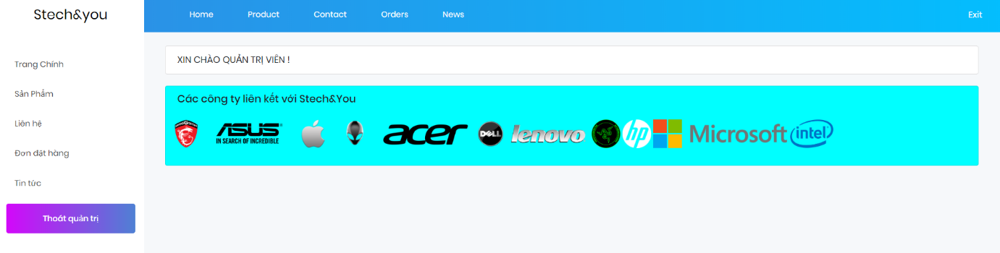 Stech&you
Home Product Contact Orders News Exit
Trang Chính
Sản Phẩm
Liên hệ
Đơn đặt hàng
Tin tức
Thoát quản trị
XIN CHÀO QUẢN TRỊ VIÊN !
Các công ty liên kết với Stech&You
ASUS
IN SEARCH OF INCREDIBLE
acer
DELL
lenovo
hp
Microsoft
intel